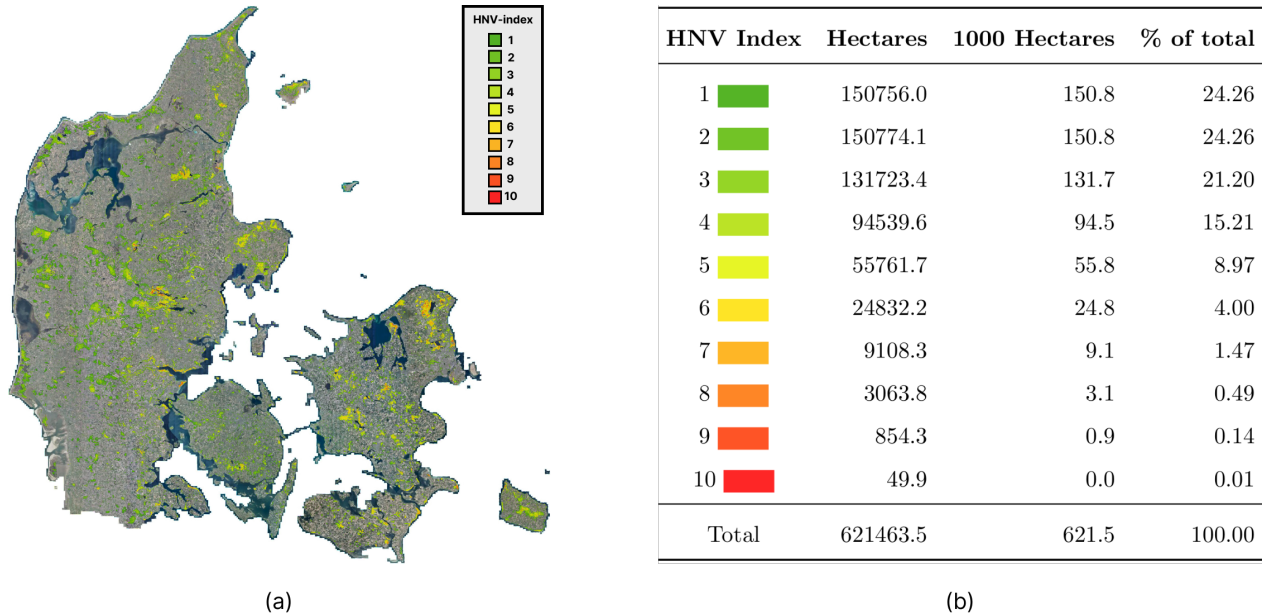 HNV-index
1
2
3
4
5
6
7
8
9
10
HNV Index Hectares 1000 Hectares % of total
1 150756.0 150.8 24.26
2 150774.1 150.8 24.26
3 131723.4 131.7 21.20
4 94539.6 94.5 15.21
5 55761.7 55.8 8.97
6 24832.2 24.8 4.00
7 9108.3 9.1 1.47
8 3063.8 3.1 0.49
9 854.3 0.9 0.14
10 49.9 0.0 0.01
Total 621463.5 621.5 100.00
(a)
(b)